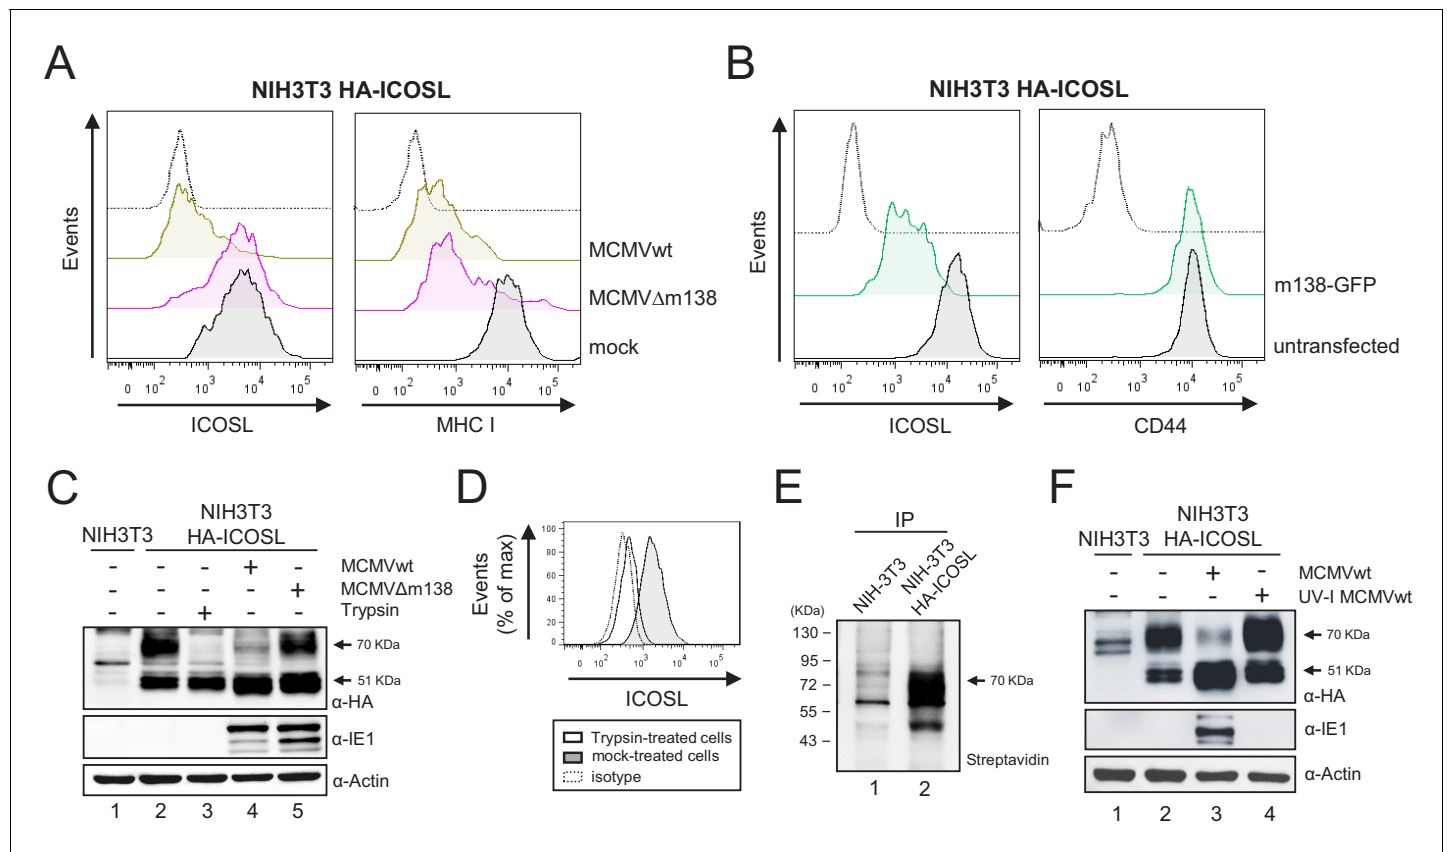 A
NIH3T3 HA-ICOSL
Events
MCMVwt
MCMVΔm138
mock
0 10² 10³ 10⁴ 10⁵
0 10² 10³ 10⁴ 10⁵
ICOSL
MHC I
B
NIH3T3 HA-ICOSL
Events
m138-GFP
untransfected
0 10² 10³ 10⁴ 10⁵
0 10² 10³ 10⁴ 10⁵
ICOSL
CD44
C
NIH3T3
NIH3T3
HA-ICOSL
- - - + - MCMVwt
- - - - + MCMVΔm138
- - + - - Trypsin
70 KDa
51 KDa
α-HA
α-IE1
α-Actin
1 2 3 4 5
D
Events
(% of max)
100
80
60
40
20
0
0 10² 10³ 10⁴ 10⁵
ICOSL
Trypsin-treated cells
mock-treated cells
isotype
E
IP
NIH-3T3
NIH-3T3
HA-ICOSL
(KDa)
130 –
95 –
72 –
55 –
43 –
70 KDa
Streptavidin
1 2
F
NIH3T3
NIH3T3
HA-ICOSL
- - + - MCMVwt
- - - + UV-I MCMVwt
70 KDa
51 KDa
α-HA
α-IE1
α-Actin
1 2 3 4